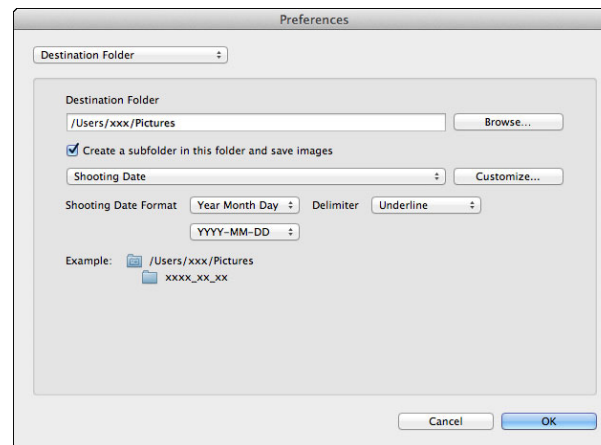 Preferences
Destination Folder
Destination Folder
/Users/xxx/Pictures
Browse...
Create a subfolder in this folder and save images
Shooting Date
Customize...
Shooting Date Format Year Month Day Delimiter Underline
YYYY-MM-DD
Example: /Users/xxx/Pictures
xxxx_xx_xx
Cancel OK